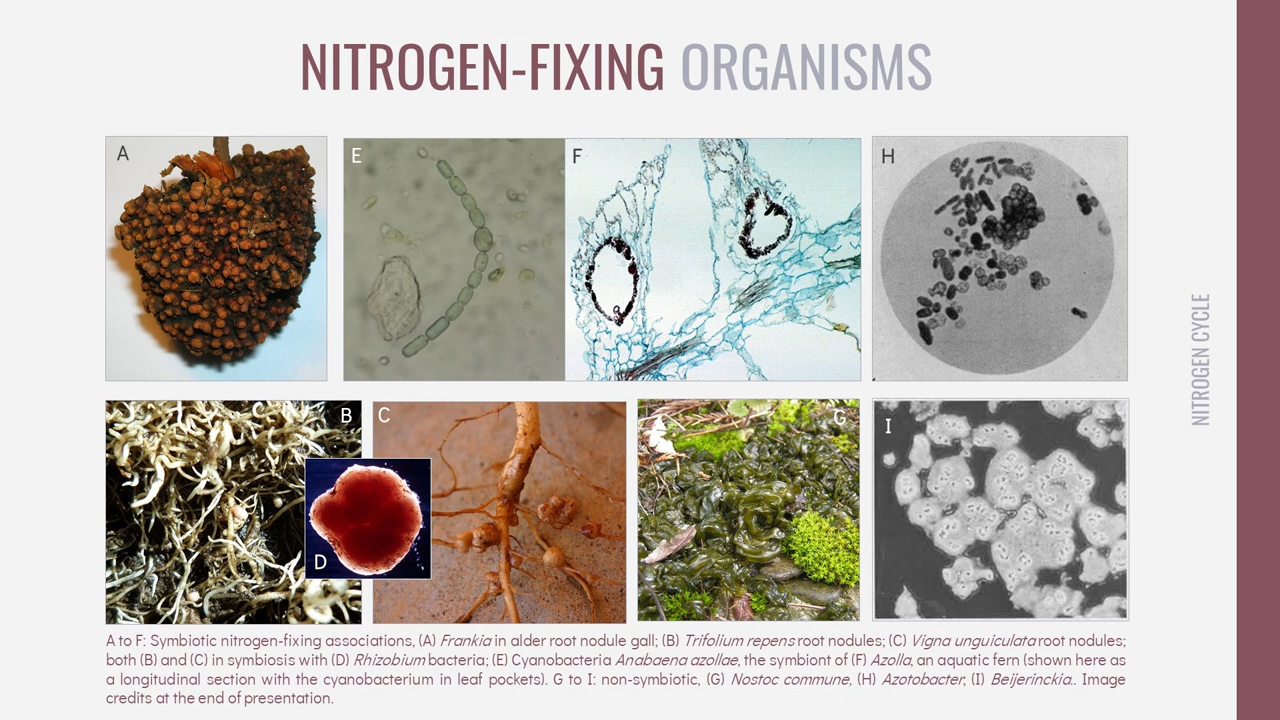 NITROGEN-FIXING ORGANISMS
A
E
F
H
B
C
D
G
I
NITROGEN CYCLE
A to F: Symbiotic nitrogen-fixing associations, (A) Frankia in alder root nodule gall; (B) Trifolium repens root nodules; (C) Vigna unguiculata root nodules;
both (B) and (C) in symbiosis with (D) Rhizobium bacteria; (E) Cyanobacteria Anabaena azollae, the symbiont of (F) Azolla, an aquatic fern (shown here as
a longitudinal section with the cyanobacterium in leaf pockets). G to I: non-symbiotic, (G) Nostoc commune, (H) Azotobacter, (I) Beijerinckia.. Image
credits at the end of presentation.